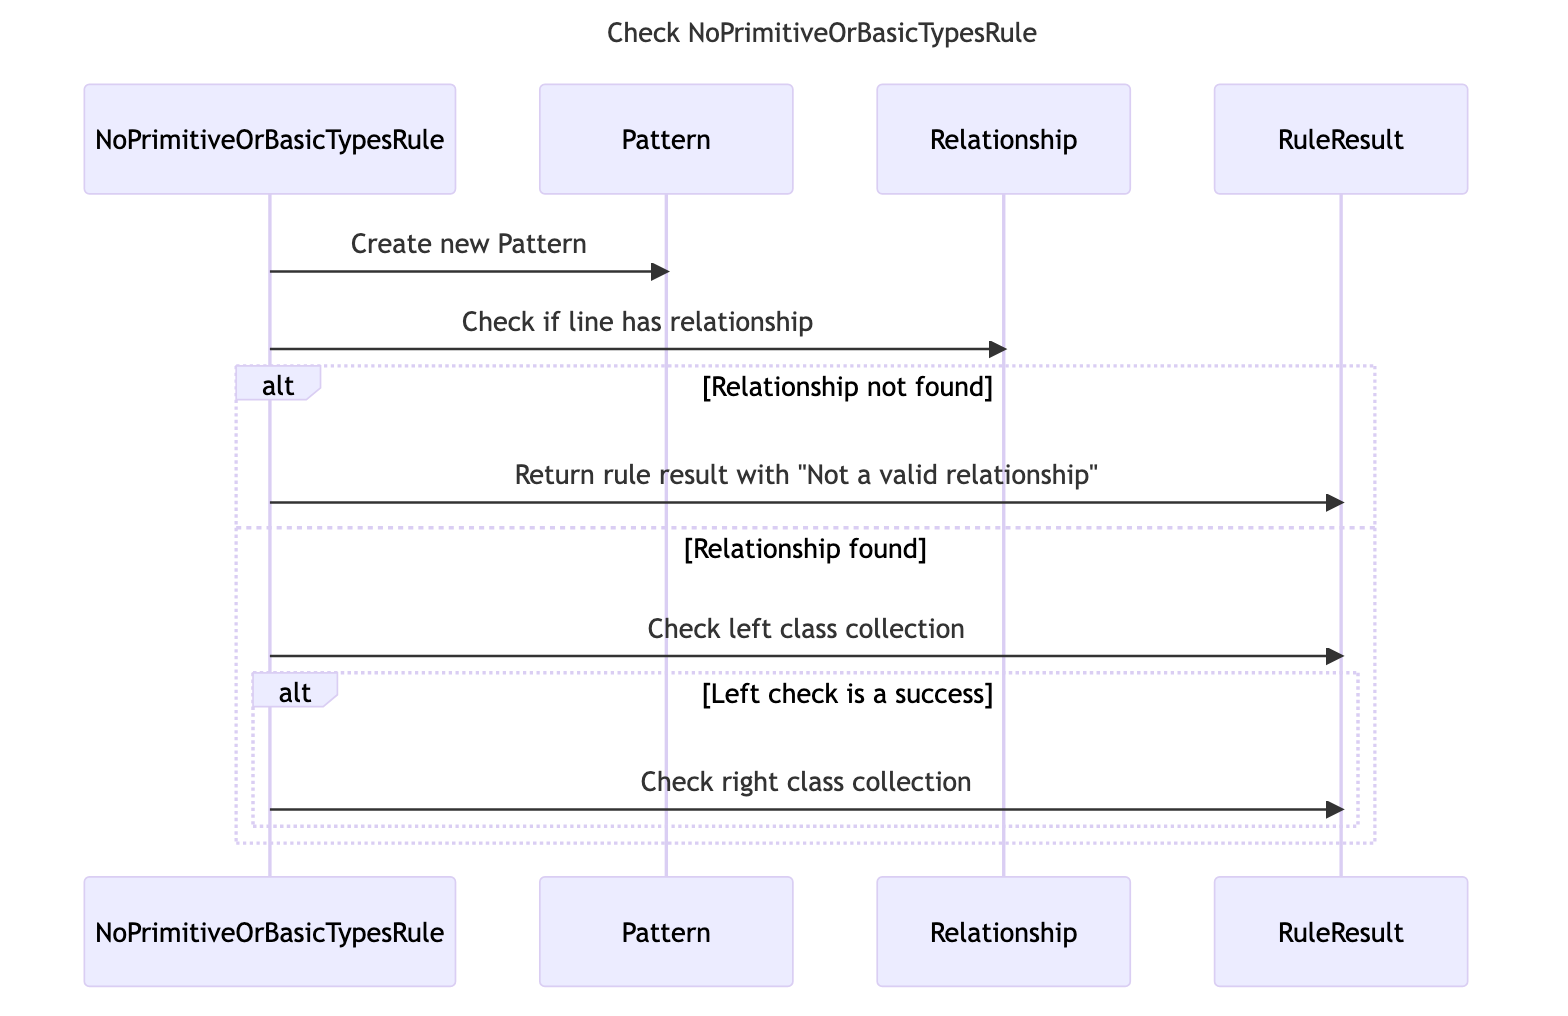 Check NoPrimitiveOrBasicTypesRule
NoPrimitiveOrBasicTypesRule
Pattern
Relationship
RuleResult
Create new Pattern
Check if line has relationship
alt
[Relationship not found]
Return rule result with "Not a valid relationship"
[Relationship found]
Check left class collection
alt
[Left check is a success]
Check right class collection
NoPrimitiveOrBasicTypesRule
Pattern
Relationship
RuleResult